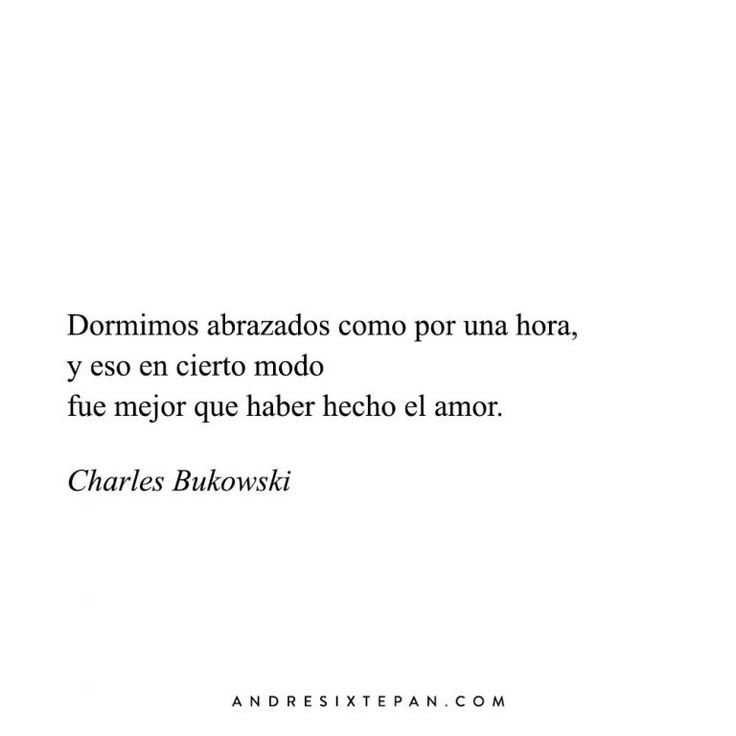 Dormimos abrazados como por una hora,
y eso en cierto modo
fue mejor que haber hecho el amor.
Charles Bukowski
ANDRESIXTEPAN.COM